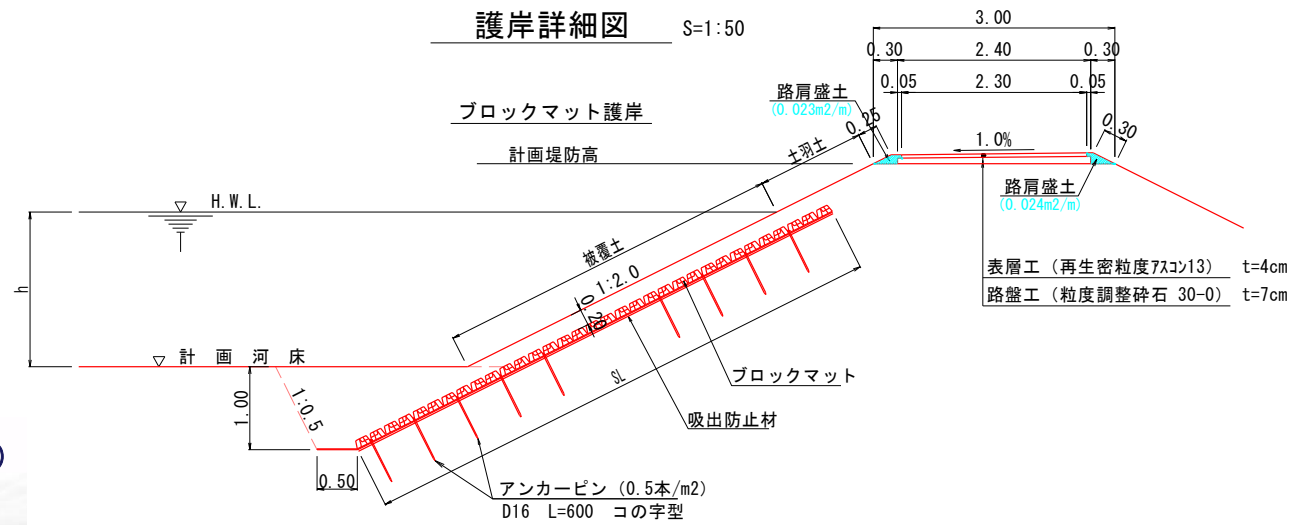 護岸詳細図 S=1:50
3.00
0.30 2.40 0.30
0.05 2.30 0.05
路肩盛土
(0.023m2/m)
ブロックマット護岸
0.25
0.30
土羽土
1.0%
計画堤防高
路肩盛土
(0.024m2/m)
H.W.L.
被覆土
1:2.0
表層工（再生密粒度アスコン13） t=4cm
路盤工（粒度調整砕石 30-0） t=7cm
h
0.20
計画河床
SL
ブロックマット
1.00
1:0.5
吸出防止材
0.50
アンカーピン（0.5本/m2）
D16 L=600 コの字型